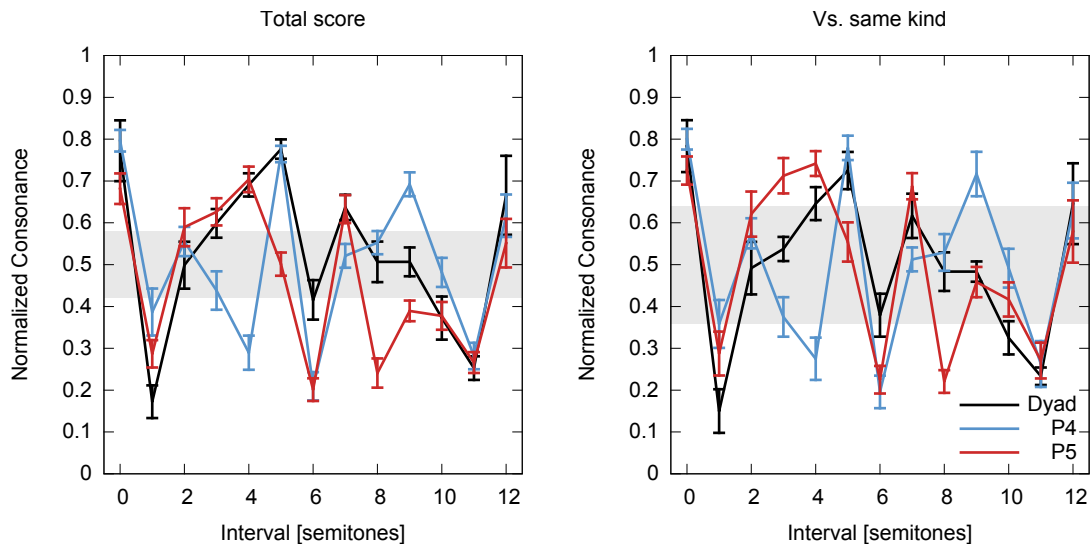 Total score
Normalized Consonance
1
0.9
0.8
0.7
0.6
0.5
0.4
0.3
0.2
0.1
0
0 2 4 6 8 10 12
Interval [semitones]
Vs. same kind
Normalized Consonance
1
0.9
0.8
0.7
0.6
0.5
0.4
0.3
0.2
0.1
0
Dyad
P4
P5
0 2 4 6 8 10 12
Interval [semitones]